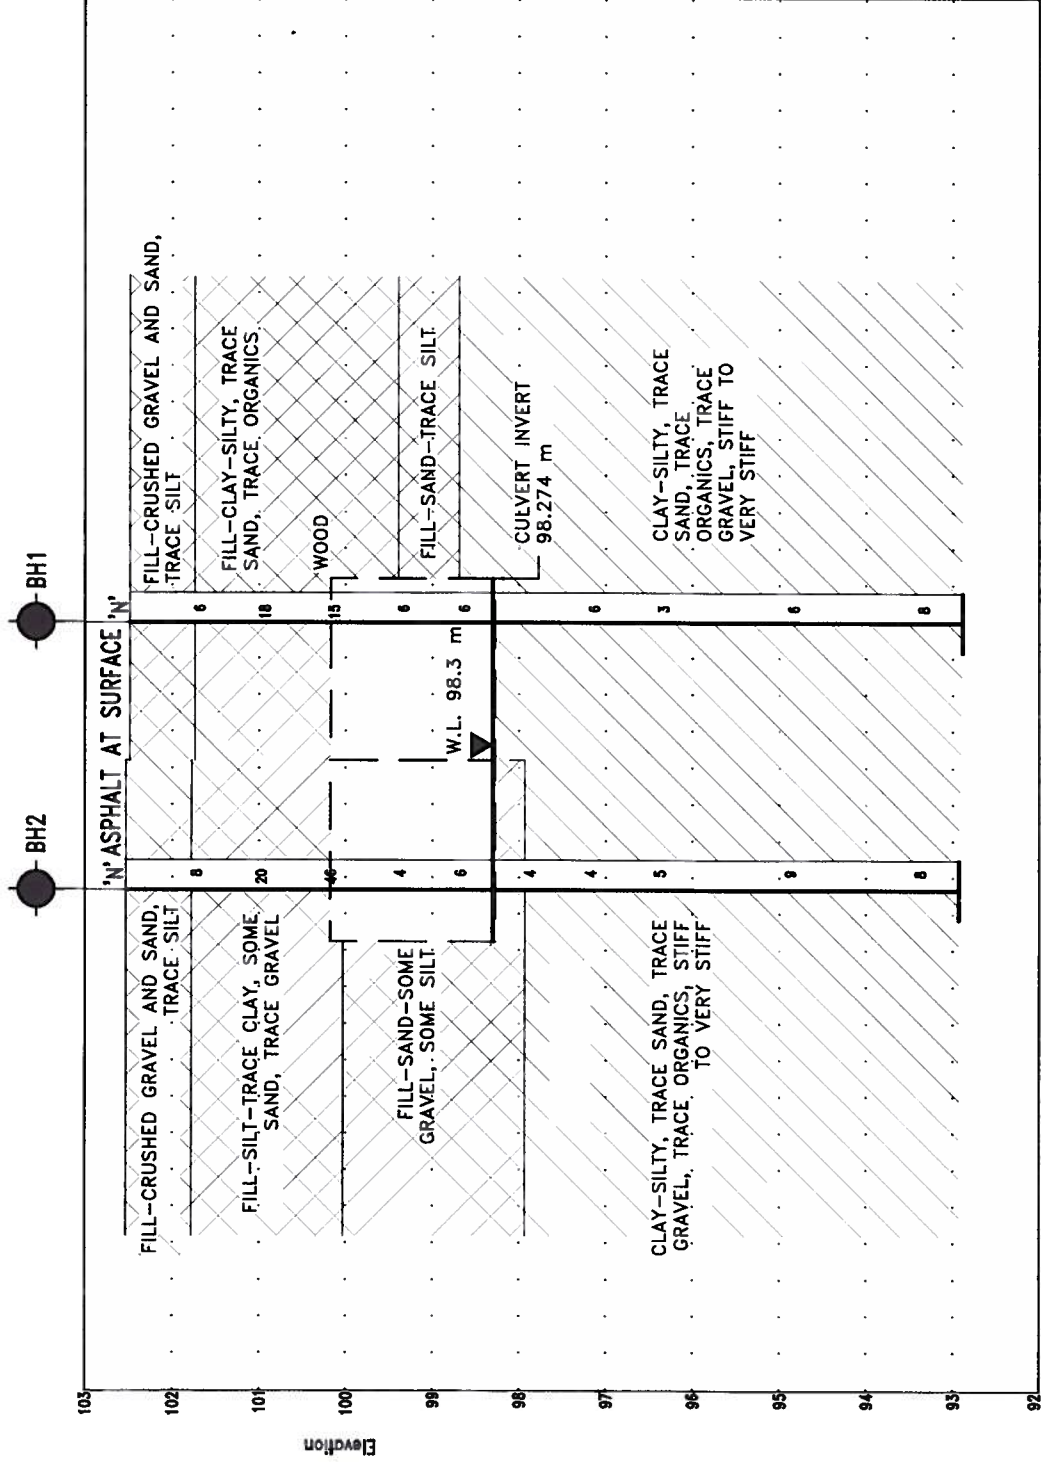 BH2
BH1
'N' ASPHALT AT SURFACE 'N'
FILL-CRUSHED GRAVEL AND SAND,
TRACE SILT
FILL-SILT-TRACE CLAY, SOME
SAND, TRACE GRAVEL
FILL-SAND-SOME
GRAVEL, SOME SILT
CLAY-SILTY, TRACE SAND, TRACE
GRAVEL, TRACE ORGANICS, STIFF
TO VERY STIFF
8
20
46
4
6
4
4
5
9
8
W.L. 98.3 m
6
18
15
6
6
6
3
6
8
FILL-CRUSHED GRAVEL AND SAND,
TRACE SILT
FILL-CLAY-SILTY, TRACE
SAND, TRACE ORGANICS
WOOD
FILL-SAND-TRACE SILT
CULVERT INVERT
98.274 m
CLAY-SILTY, TRACE
SAND, TRACE
ORGANICS, TRACE
GRAVEL, STIFF TO
VERY STIFF
103
102
101
100
99
98
97
96
95
94
93
92
Elevation